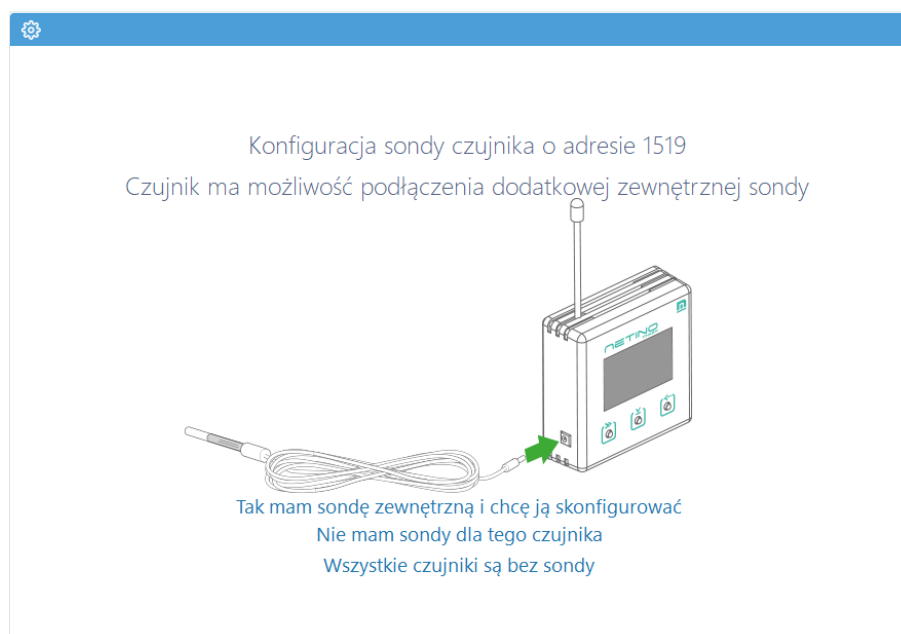 Konfiguracja sondy czujnika o adresie 1519
Czujnik ma możliwość podłączenia dodatkowej zewnętrznej sondy
NETINO
Tak mam sondę zewnętrzną i chcę ją skonfigurować
Nie mam sondy dla tego czujnika
Wszystkie czujniki są bez sondy